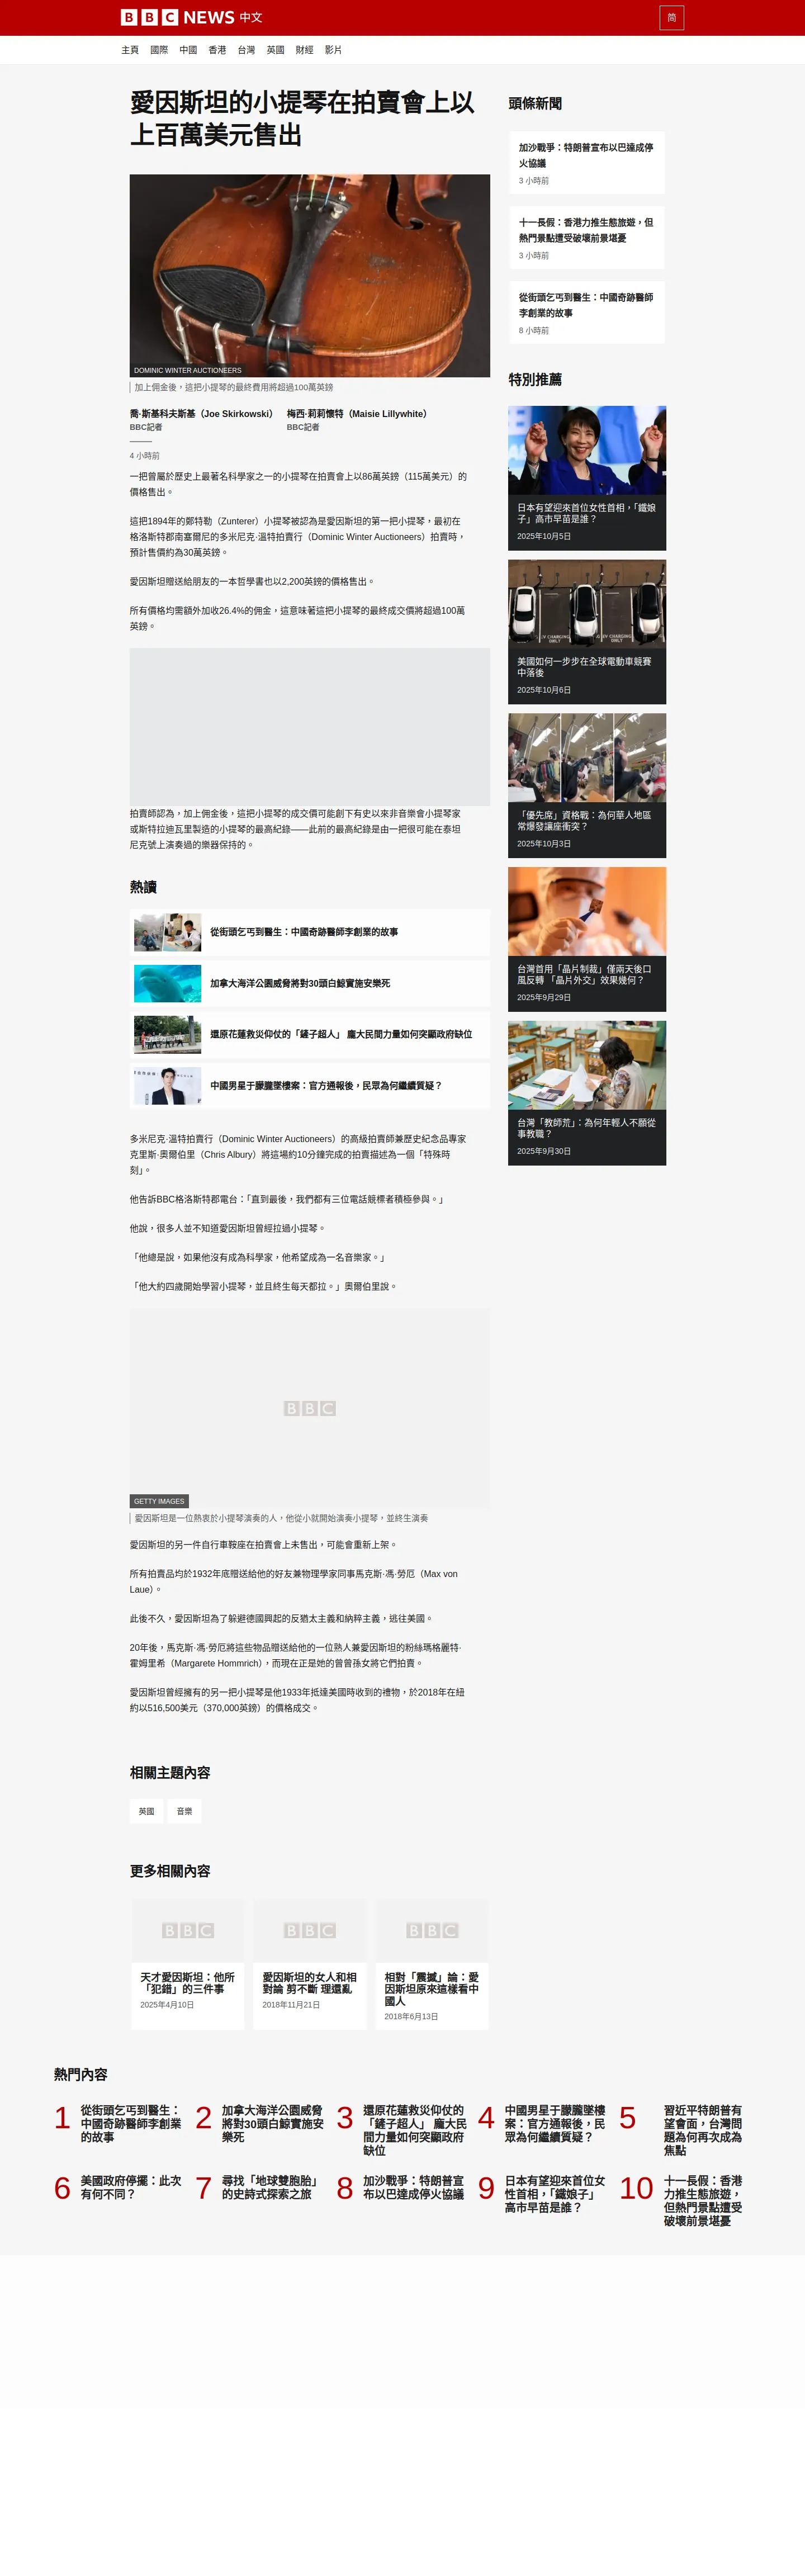 BBC NEWS 中文
简
主頁 國際 中國 香港 台灣 英國 財經 影片
愛因斯坦的小提琴在拍賣會上以
上百萬美元售出
DOMINIC WINTER AUCTIONEERS
加上佣金後，這把小提琴的最終費用將超過100萬英鎊
喬·斯基科夫斯基（Joe Skirkowski） 梅西·莉莉懷特（Maisie Lillywhite）
BBC記者 BBC記者
4 小時前
一把曾屬於歷史上最著名科學家之一的小提琴在拍賣會上以86萬英鎊（115萬美元）的
價格售出。
這把1894年的鄭特勒（Zunterer）小提琴被認為是愛因斯坦的第一把小提琴，最初在
格洛斯特郡南塞爾尼的多米尼克·溫特拍賣行（Dominic Winter Auctioneers）拍賣時，
預計售價約為30萬英鎊。
愛因斯坦贈送給朋友的一本哲學書也以2,200英鎊的價格售出。
所有價格均需額外加收26.4%的佣金，這意味著這把小提琴的最終成交價將超過100萬
英鎊。
拍賣師認為，加上佣金後，這把小提琴的成交價可能創下有史以來非音樂會小提琴家
或斯特拉迪瓦里製造的小提琴的最高紀錄——此前的最高紀錄是由一把很可能在泰坦
尼克號上演奏過的樂器保持的。
熱讀
從街頭乞丐到醫生：中國奇跡醫師李創業的故事
加拿大海洋公園威脅將對30頭白鯨實施安樂死
還原花蓮救災仰仗的「鏟子超人」 龐大民間力量如何突顯政府缺位
中國男星于朦朧墜樓案：官方通報後，民眾為何繼續質疑？
多米尼克·溫特拍賣行（Dominic Winter Auctioneers）的高級拍賣師兼歷史紀念品專家
克里斯·奧爾伯里（Chris Albury）將這場約10分鐘完成的拍賣描述為一個「特殊時
刻」。
他告訴BBC格洛斯特郡電台：「直到最後，我們都有三位電話競標者積極參與。」
他說，很多人並不知道愛因斯坦曾經拉過小提琴。
「他總是說，如果他沒有成為科學家，他希望成為一名音樂家。」
「他大約四歲開始學習小提琴，並且終生每天都拉。」奧爾伯里說。
BBC
GETTY IMAGES
愛因斯坦是一位熱衷於小提琴演奏的人，他從小就開始演奏小提琴，並終生演奏
愛因斯坦的另一件自行車鞍座在拍賣會上未售出，可能會重新上架。
所有拍賣品均於1932年底贈送給他的好友兼物理學家同事馬克斯·馮·勞厄（Max von
Laue）。
此後不久，愛因斯坦為了躲避德國興起的反猶太主義和納粹主義，逃往美國。
20年後，馬克斯·馮·勞厄將這些物品贈送給他的一位熟人兼愛因斯坦的粉絲瑪格麗特·
霍姆里希（Margarete Hommrich），而現在正是她的曾曾孫女將它們拍賣。
愛因斯坦曾經擁有的另一把小提琴是他1933年抵達美國時收到的禮物，於2018年在紐
約以516,500美元（370,000英鎊）的價格成交。
相關主題內容
英國 音樂
更多相關內容
BBC BBC BBC
天才愛因斯坦：他所
「犯錯」的三件事
2025年4月10日
愛因斯坦的女人和相
對論 剪不斷 理還亂
2018年11月21日
相對「震撼」論：愛
因斯坦原來這樣看中
國人
2018年6月13日
頭條新聞
加沙戰爭：特朗普宣布以巴達成停
火協議
3 小時前
十一長假：香港力推生態旅遊，但
熱門景點遭受破壞前景堪憂
3 小時前
從街頭乞丐到醫生：中國奇跡醫師
李創業的故事
8 小時前
特別推薦
日本有望迎來首位女性首相，「鐵娘
子」高市早苗是誰？
2025年10月5日
美國如何一步步在全球電動車競賽
中落後
2025年10月6日
「優先席」資格戰：為何華人地區
常爆發讓座衝突？
2025年10月3日
台灣首用「晶片制裁」僅兩天後口
風反轉 「晶片外交」效果幾何？
2025年9月29日
台灣「教師荒」：為何年輕人不願從
事教職？
2025年9月30日
熱門內容
1
從街頭乞丐到醫生：
中國奇跡醫師李創業
的故事
2
加拿大海洋公園威脅
將對30頭白鯨實施安
樂死
3
還原花蓮救災仰仗的
「鏟子超人」 龐大民
間力量如何突顯政府
缺位
4
中國男星于朦朧墜樓
案：官方通報後，民
眾為何繼續質疑？
5
習近平特朗普有
望會面，台灣問
題為何再次成為
焦點
6
美國政府停擺：此次
有何不同？
7
尋找「地球雙胞胎」
的史詩式探索之旅
8
加沙戰爭：特朗普宣
布以巴達成停火協議
9
日本有望迎來首位女
性首相，「鐵娘子」
高市早苗是誰？
10
十一長假：香港
力推生態旅遊，
但熱門景點遭受
破壞前景堪憂